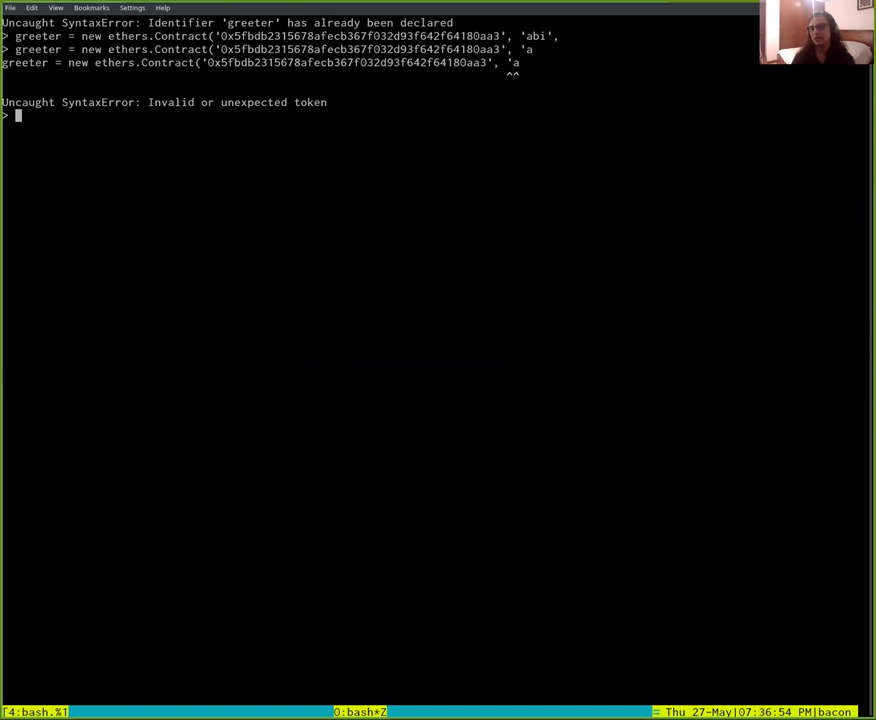 File Edit View Bookmarks Settings Help
Uncaught SyntaxError: Identifier 'greeter' has already been declared
> greeter = new ethers.Contract('0x5fbdb2315678afecb367f032d93f642f64180aa3', 'abi',
> greeter = new ethers.Contract('0x5fbdb2315678afecb367f032d93f642f64180aa3', 'a
greeter = new ethers.Contract('0x5fbdb2315678afecb367f032d93f642f64180aa3', 'a
^^
Uncaught SyntaxError: Invalid or unexpected token
>
[4:bash.%1 0:bash*Z = Thu 27-May|07:36:54 PM|bacon